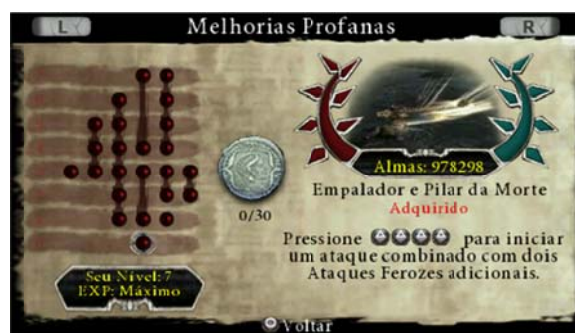 L Melhorias Profanas R
Almas: 978298
Empalador e Pilar da Morte
Adquirido
0/30
Pressione para iniciar
um ataque combinado com dois
Ataques Ferozes adicionais.
Seu Nível: 7
EXP: Máximo
Voltar